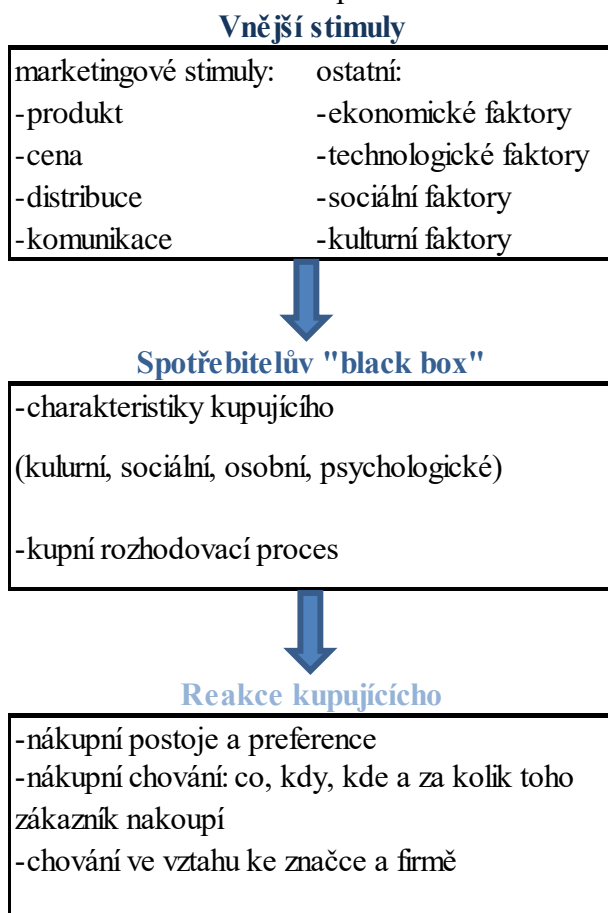 Vnější stimuly
marketingové stimuly: ostatní:
-produkt -ekonomické faktory
-cena -technologické faktory
-distribuce -sociální faktory
-komunikace -kulturní faktory
Spotřebitelův "black box"
-charakteristiky kupujícího
(kulurní, sociální, osobní, psychologické)
-kupní rozhodovací proces
Reakce kupujícícho
-nákupní postoje a preference
-nákupní chování: co, kdy, kde a za kolik toho
zákazník nakoupí
-chování ve vztahu ke značce a firmě